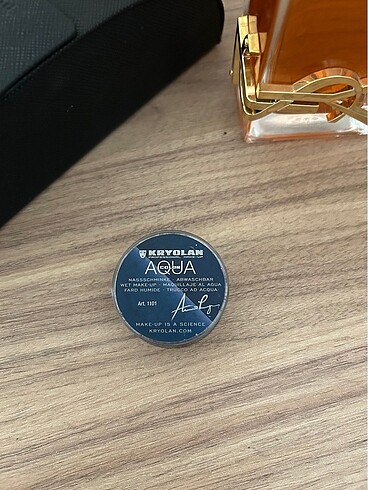 KRYOLAN
AQUA
COLOR
NASSSCHMINKE · ABWASCHBAR
WET MAKE-UP · MAQUILLAJE AL AGUA
FARD HUMIDE · TRUCCO AD ACQUA
Art. 1101
MAKE-UP IS A SCIENCE
KRYOLAN.COM